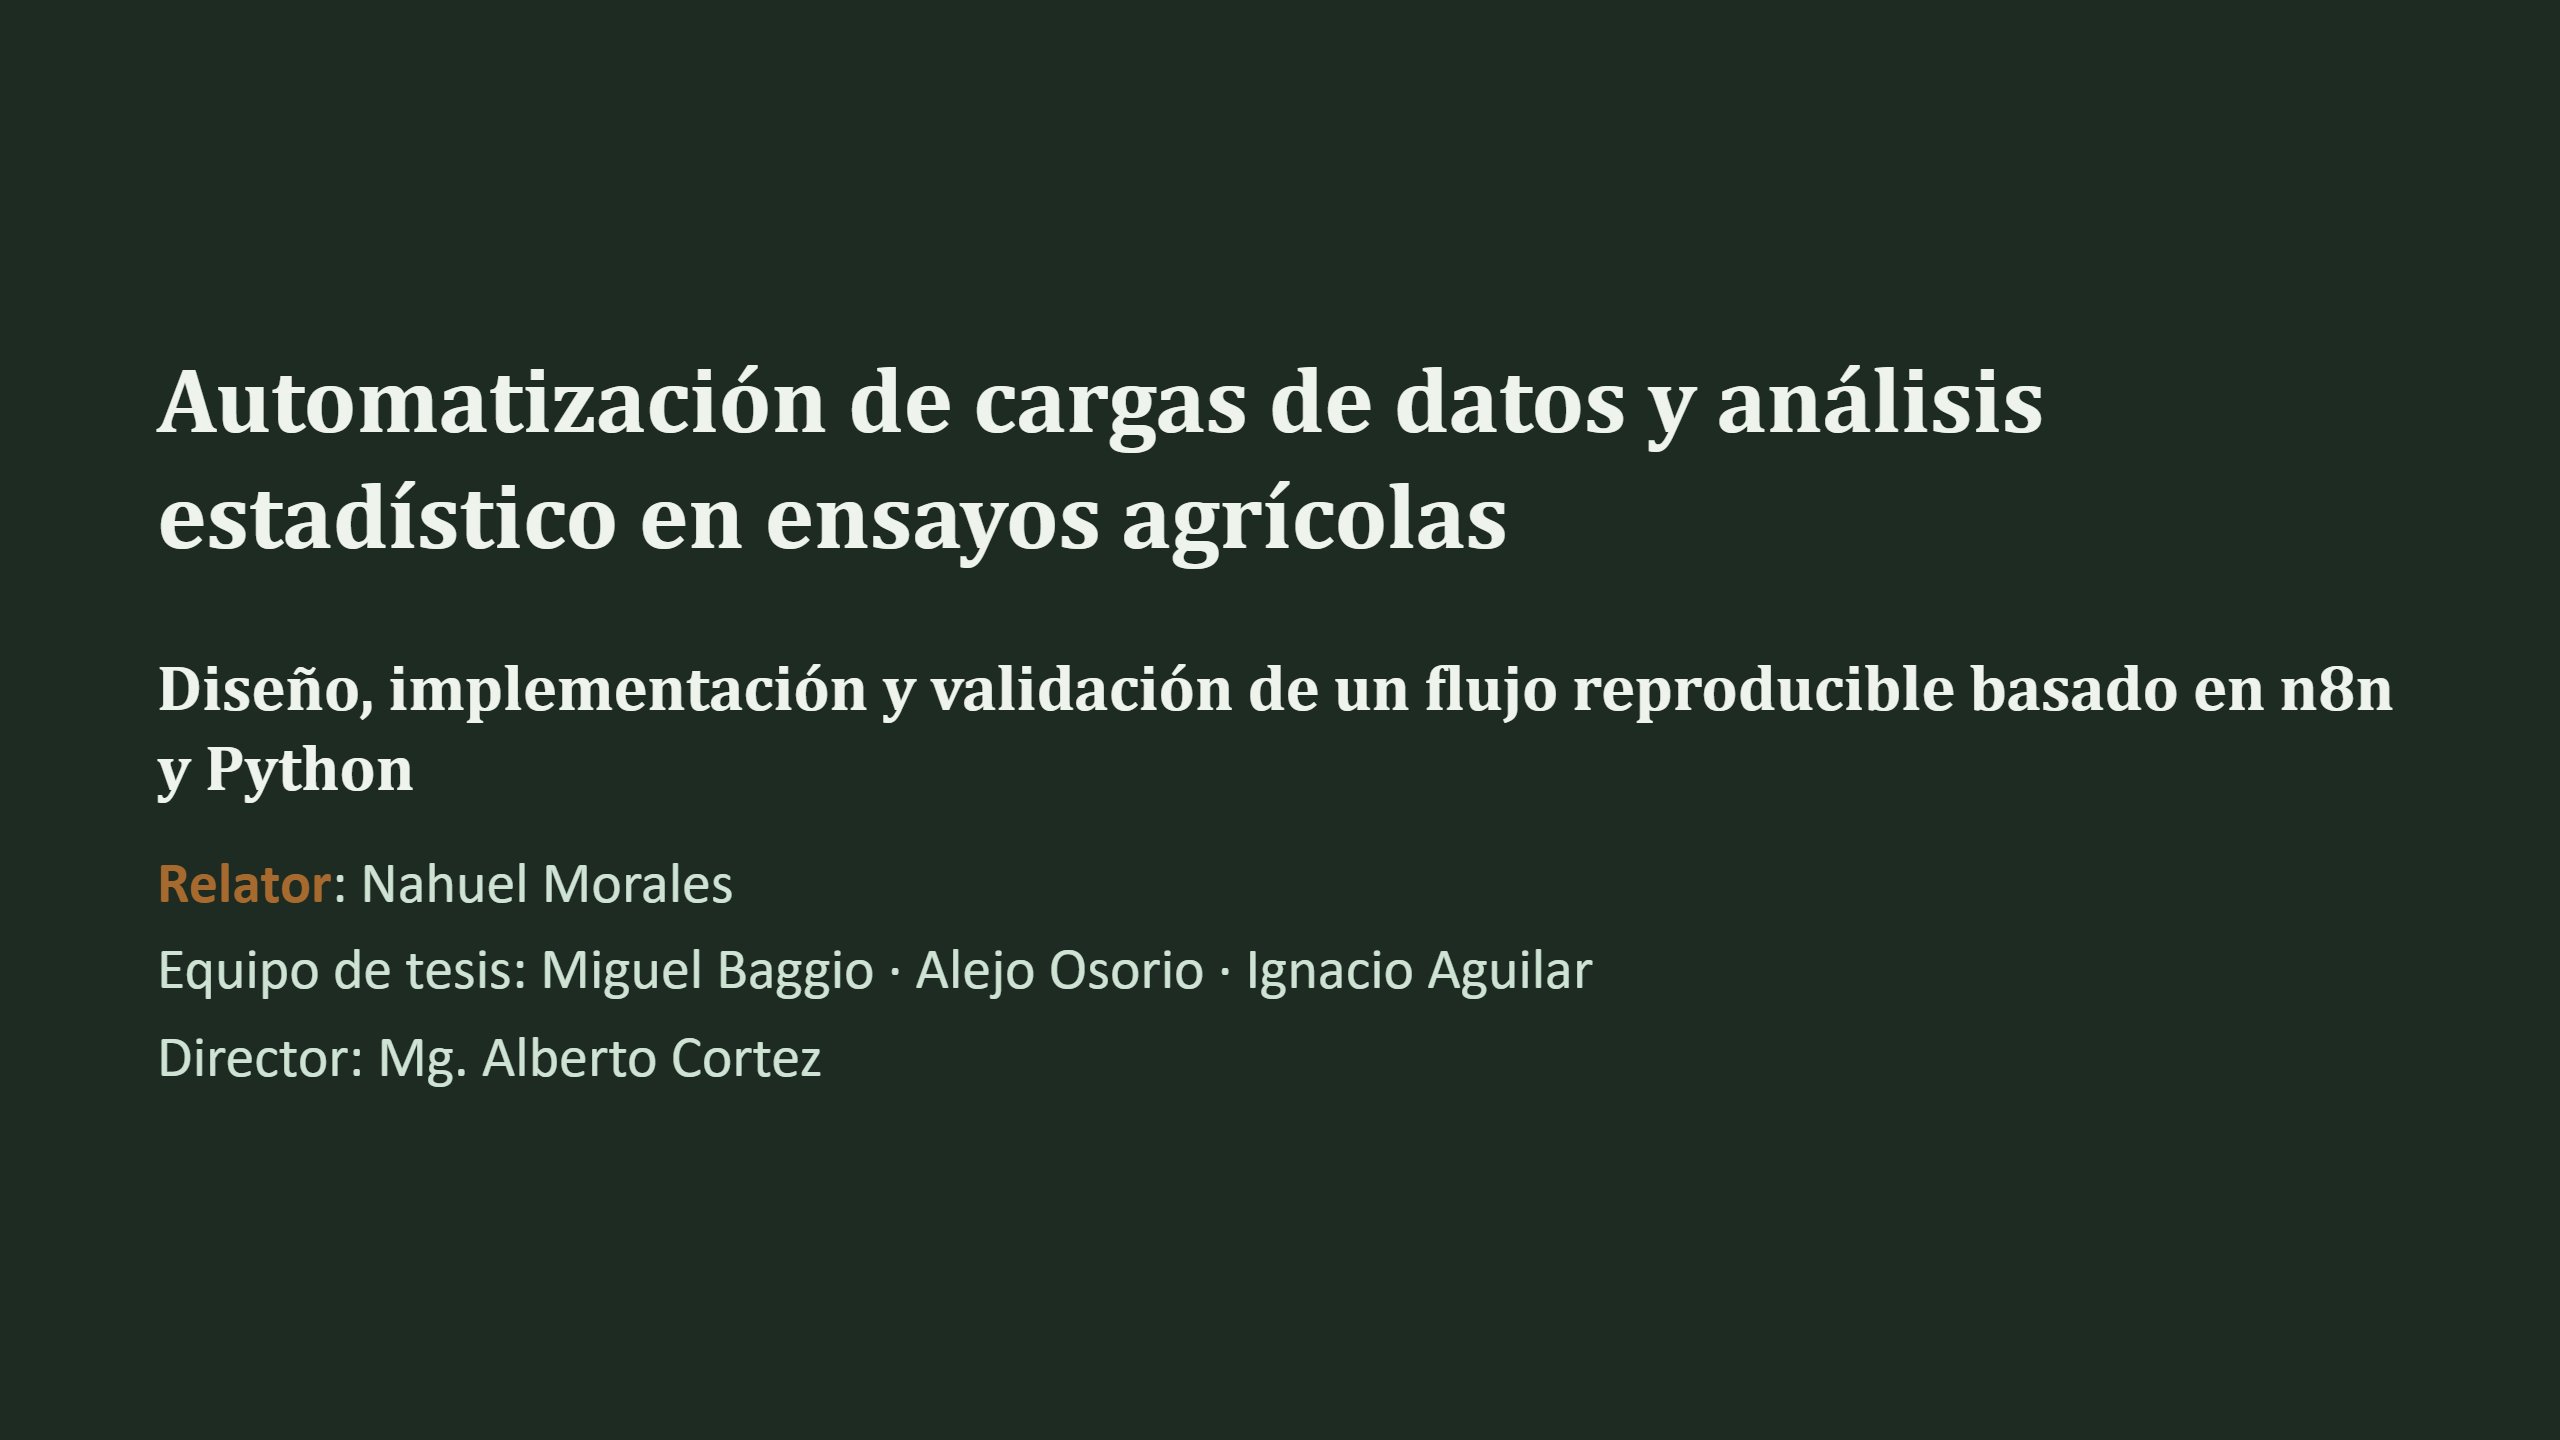 Automatización de cargas de datos y análisis
estadístico en ensayos agrícolas
Diseño, implementación y validación de un flujo reproducible basado en n8n
y Python
Relator: Nahuel Morales
Equipo de tesis: Miguel Baggio · Alejo Osorio · Ignacio Aguilar
Director: Mg. Alberto Cortez